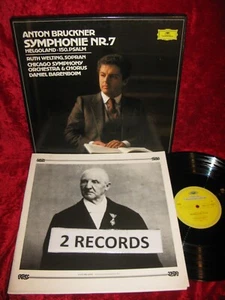 ANTON BRUCKNER
SYMPHONIE NR.7
HELGOLAND · 150. PSALM
RUTH WELTING, SOPRAN
CHICAGO SYMPHONY
ORCHESTRA & CHORUS
DANIEL BARENBOIM
2 RECORDS